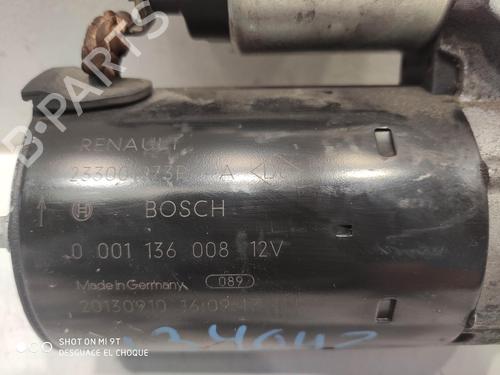 RENAULT
A
BOSCH
0 001 136 008 12V
Made in Germany 089
20130910
SHOT ON MI 9T
DESGUACE EL CHOQUE
B-PARTS